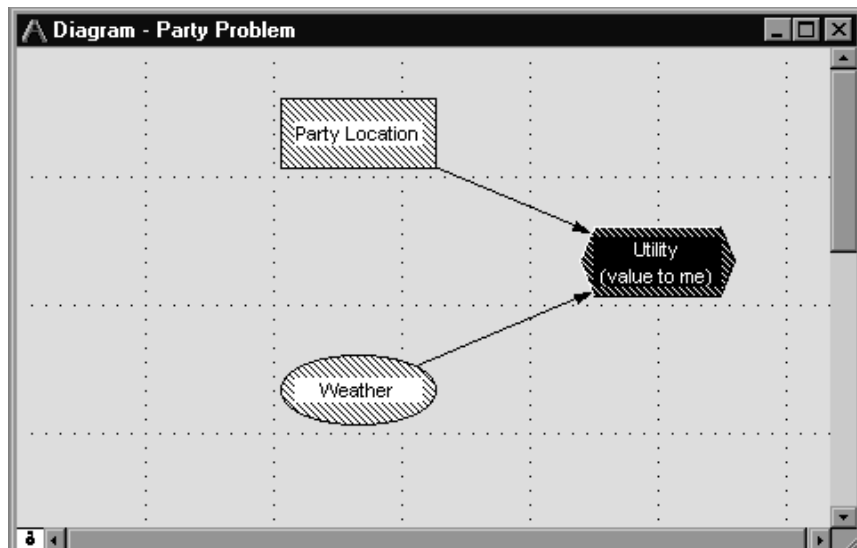 Diagram - Party Problem
Party Location
Utility
(value to me)
Weather